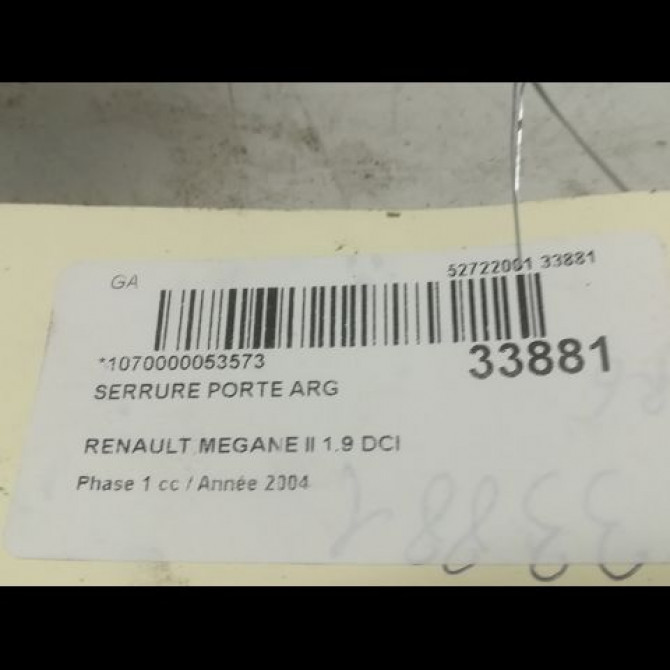 GA
52722001 33881
*1070000053573
33881
SERRURE PORTE ARG
RENAULT MEGANE II 1.9 DCI
Phase 1 cc / Année 2004